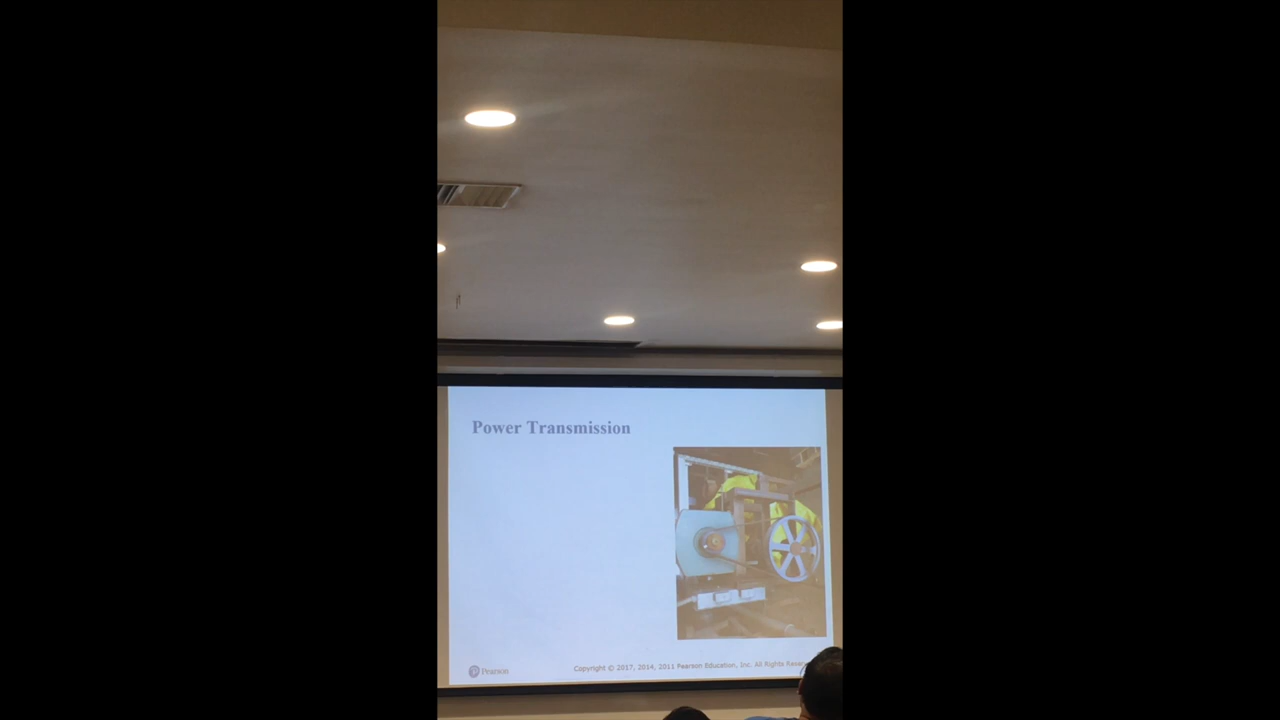 Power Transmission
Pearson
Copyright © 2017, 2014, 2011 Pearson Education, Inc. All Rights